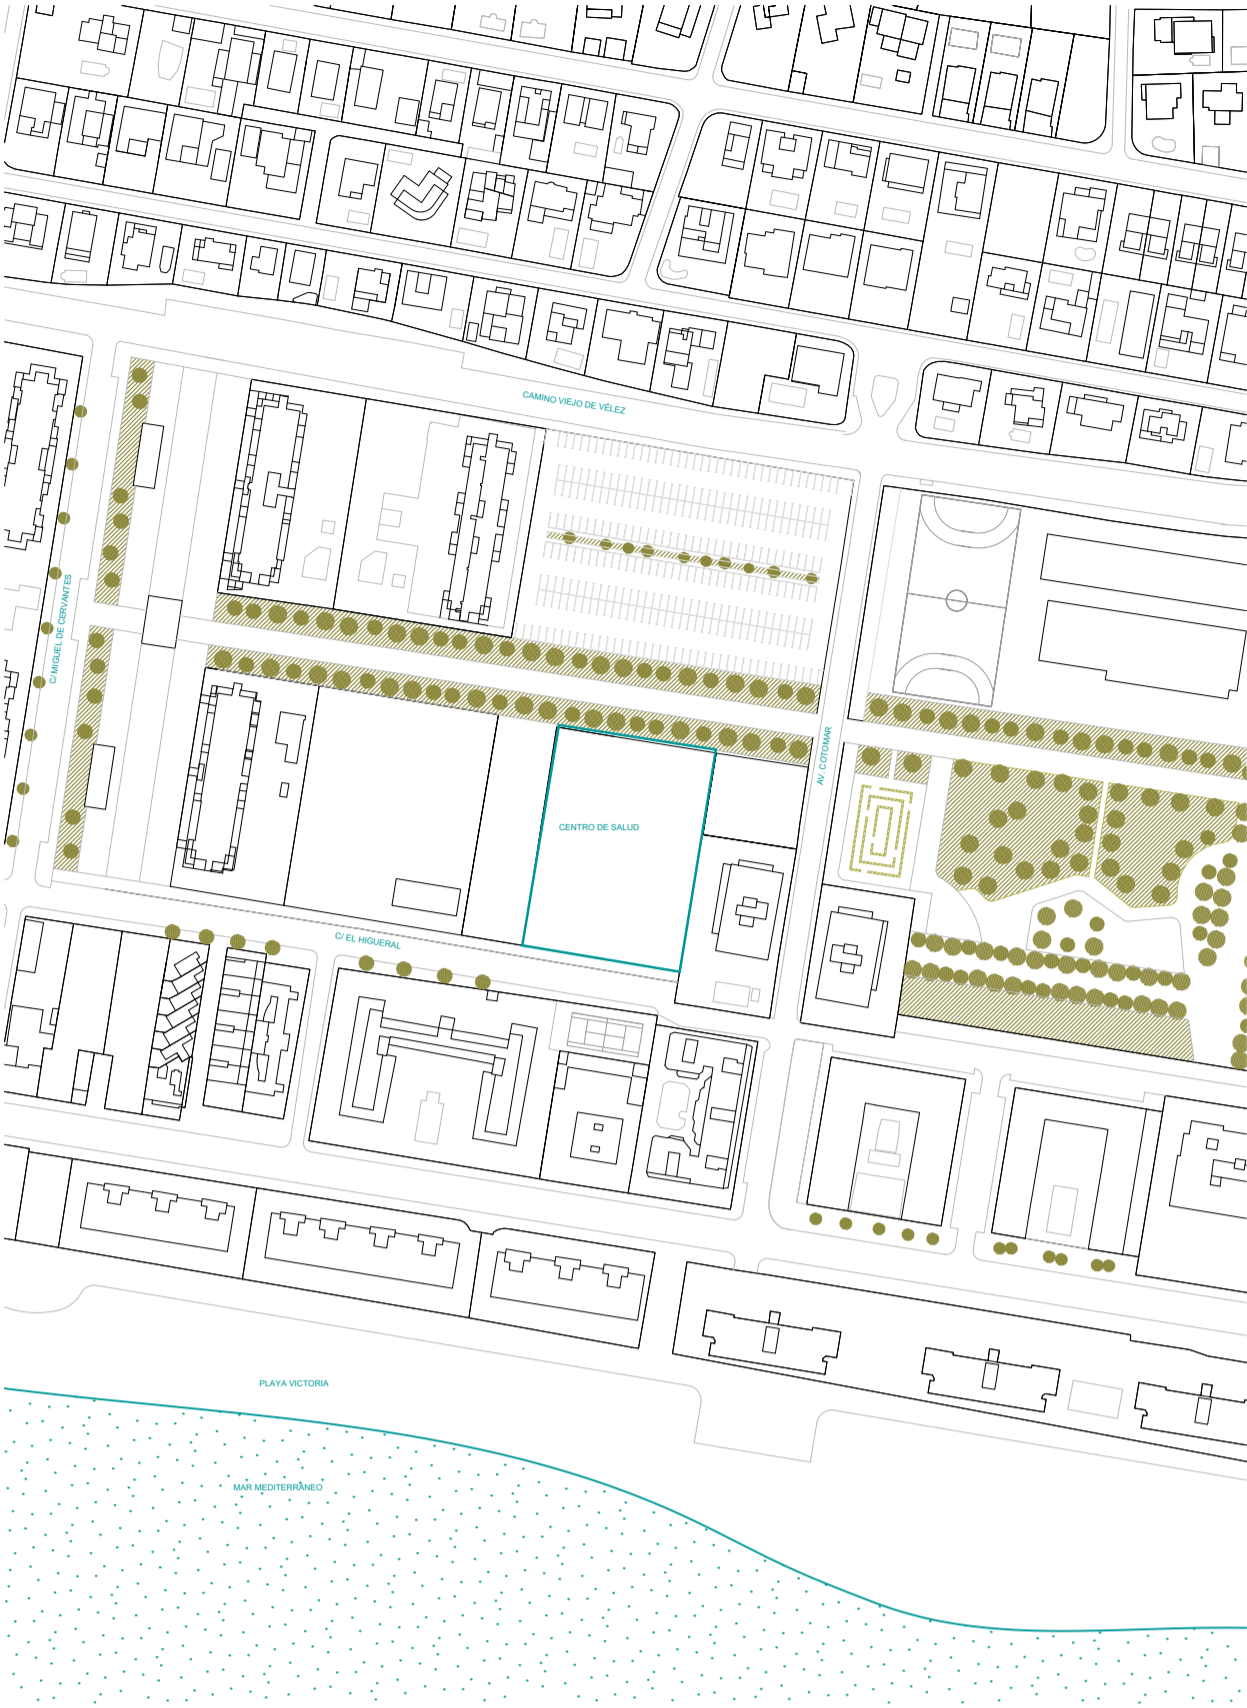 CAMINO VIEJO DE VÉLEZ
C/ MIGUEL DE CERVANTES
AV. COTOMAR
CENTRO DE SALUD
C/ EL HIGUERAL
PLAYA VICTORIA
MAR MEDITERRÁNEO